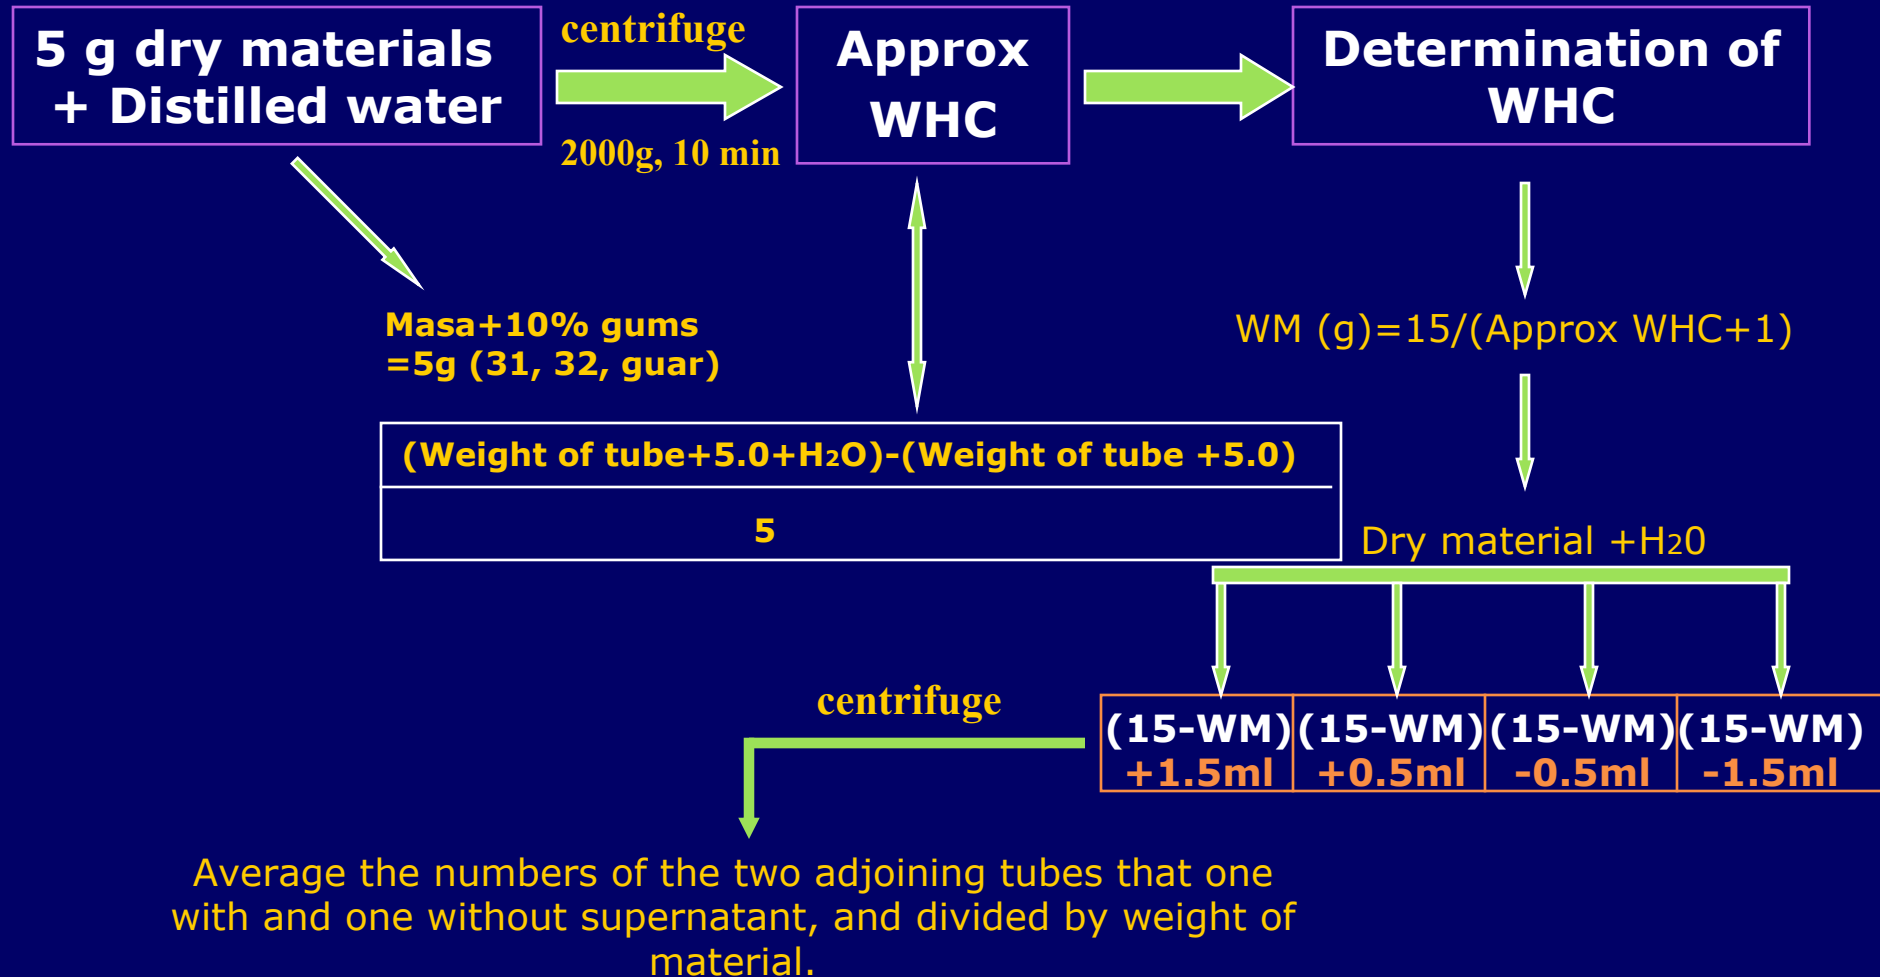 5 g dry materials
+ Distilled water
centrifuge
2000g, 10 min
Approx
WHC
Determination of
WHC
Masa+10% gums
=5g (31, 32, guar)
WM (g)=15/(Approx WHC+1)
(Weight of tube+5.0+H₂O)-(Weight of tube +5.0)
5
Dry material +H₂0
(15-WM) (15-WM) (15-WM) (15-WM)
+1.5ml +0.5ml -0.5ml -1.5ml
centrifuge
Average the numbers of the two adjoining tubes that one
with and one without supernatant, and divided by weight of
material.